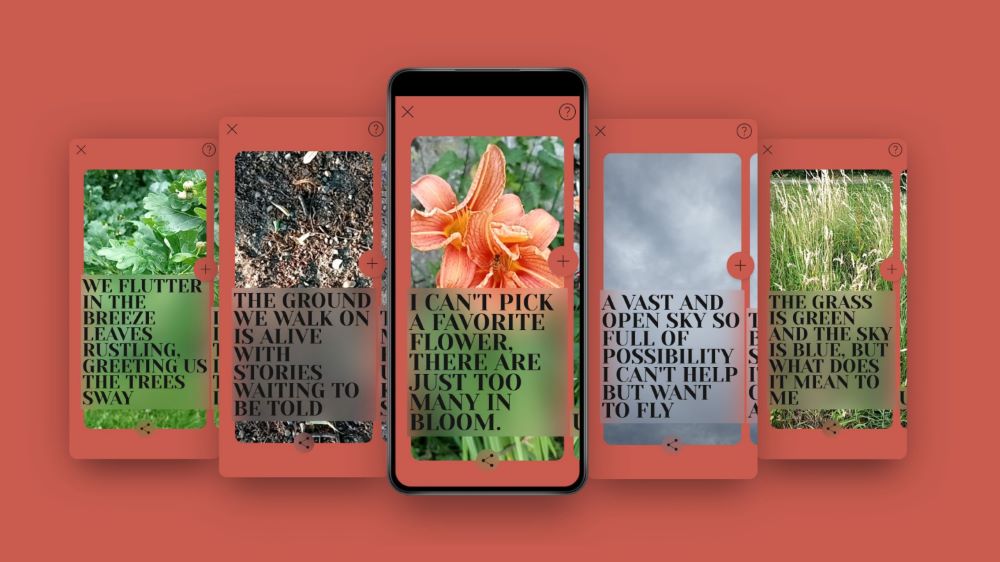 WE FLUTTER
IN THE
BREEZE
LEAVES
RUSTLING,
GREETING US
THE TREES
SWAY
THE GROUND
WE WALK ON
IS ALIVE
WITH
STORIES
WAITING TO
BE TOLD
I CAN'T PICK
A FAVORITE
FLOWER,
THERE ARE
JUST TOO
MANY IN
BLOOM.
A VAST AND
OPEN SKY SO
FULL OF
POSSIBILITY
I CAN'T HELP
BUT WANT
TO FLY
THE GRASS
IS GREEN
AND THE SKY
IS BLUE, BUT
WHAT DOES
IT MEAN TO
ME